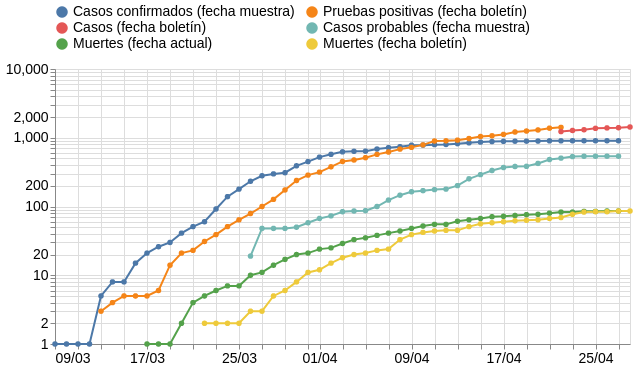 Casos confirmados (fecha muestra) Pruebas positivas (fecha boletín)
Casos (fecha boletín) Casos probables (fecha muestra)
Muertes (fecha actual) Muertes (fecha boletín)
10,000
2,000
1,000
200
100
20
10
2
1
09/03 17/03 25/03 01/04 09/04 17/04 25/04